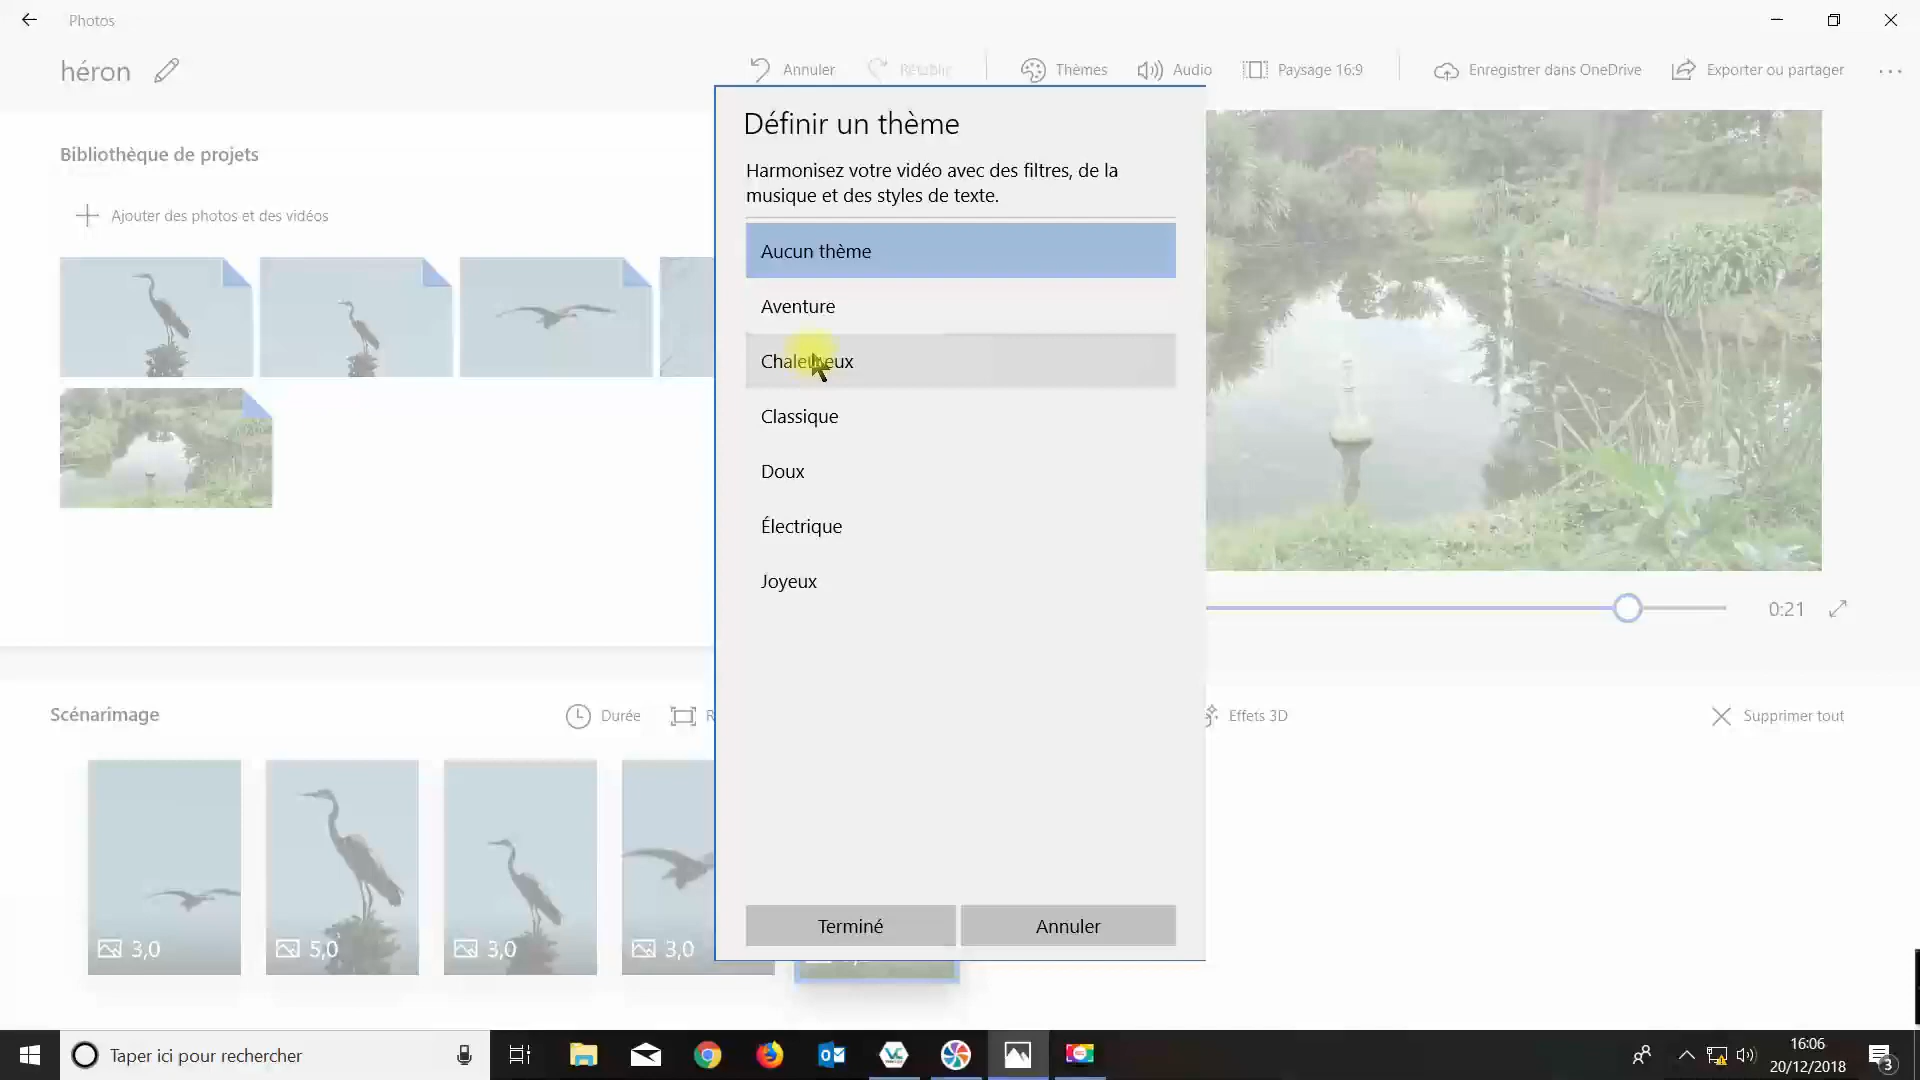 Photos
héron
Annuler
Rétablir
Thèmes
Audio
Paysage 16:9
Enregistrer dans OneDrive
Exporter ou partager
Définir un thème
Harmonisez votre vidéo avec des filtres, de la
musique et des styles de texte.
Bibliothèque de projets
Ajouter des photos et des vidéos
Aucun thème
Aventure
Chaleureux
Classique
Doux
Électrique
Joyeux
0:21
Scénarimage
Durée
R
Effets 3D
Supprimer tout
3,0
5,0
3,0
3,0
Terminé
Annuler
Taper ici pour rechercher
16:06
20/12/2018
3